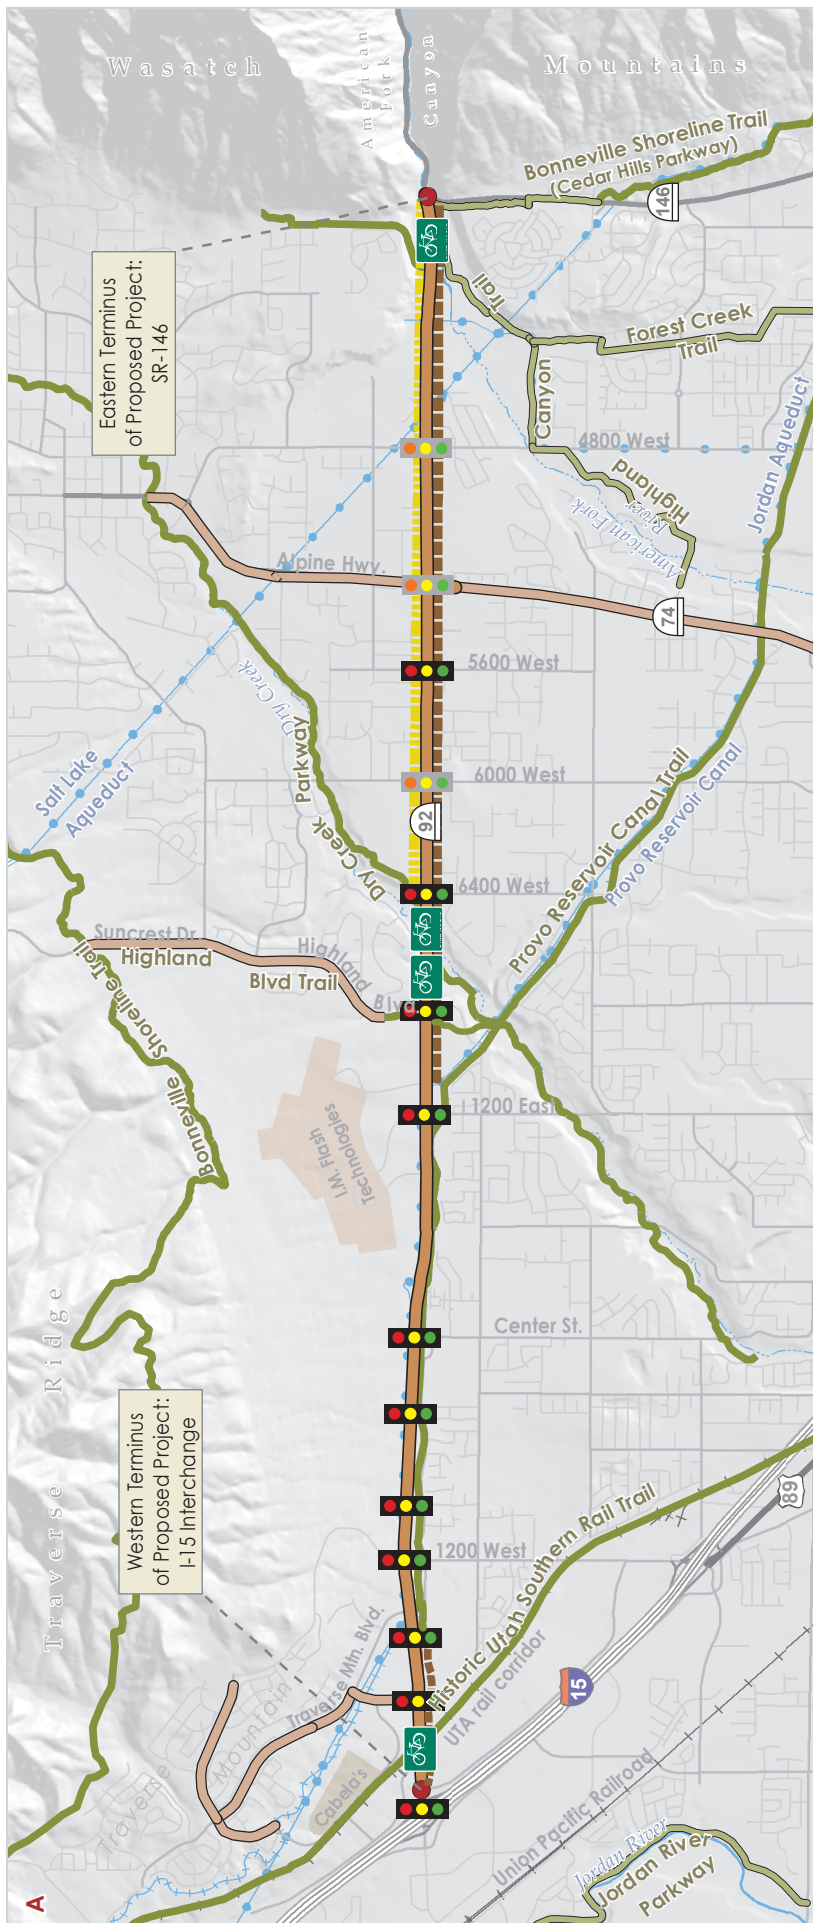 Wasatch
American
Fork
Canyon
Mountains
Bonneville Shoreline Trail
(Cedar Hills Parkway)
146
Eastern Terminus
of Proposed Project:
SR-146
Trail
Forest Creek
Trail
Canyon
4800 West
Highland
American Fork
River
Jordan Aqueduct
Alpine Hwy.
74
5600 West
Dry Creek
Salt Lake
Aqueduct
6000 West
Dry Creek Parkway
92
Provo Reservoir Canal Trail
Provo Reservoir Canal
6400 West
Suncrest Dr.
Highland
Blvd Trail
Highland
Blvd.
Bonneville Shoreline Trail
I.M. Flash
Technologies
1200 East
Traverse Ridge
Center St.
Western Terminus
of Proposed Project:
I-15 Interchange
1200 West
89
Historic Utah Southern Rail Trail
UTA rail corridor
15
Traverse Mtn. Blvd.
Traverse Mountain
Cabela's
Union Pacific Railroad
Jordan River
Jordan River
Parkway
A